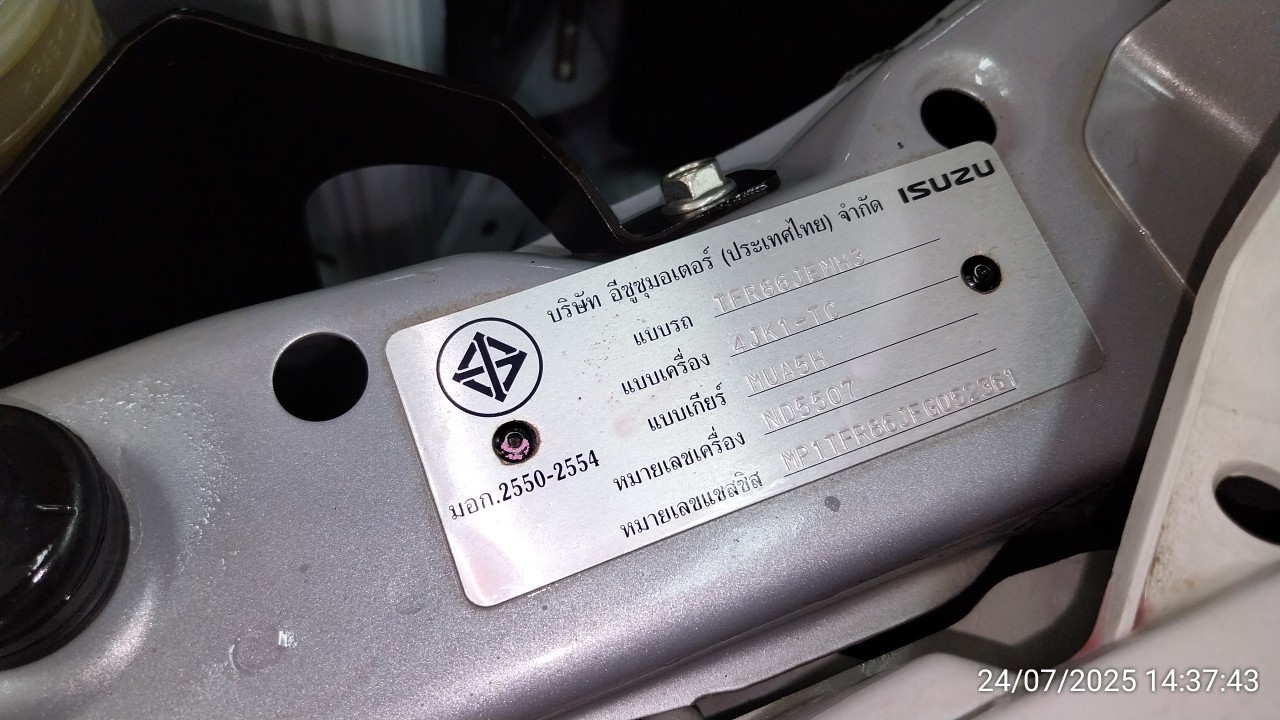 ISUZU
บริษัท อีซูซุมอเตอร์ (ประเทศไทย) จำกัด
แบบรถ TFR86JFMH3
แบบเครื่อง 4JK1-TC
แบบเกียร์ MUA5H
หมายเลขเครื่อง ND5507
หมายเลขแชสซิส MP1TFR86JFG052361
มอก.2550-2554
24/07/2025 14:37:43